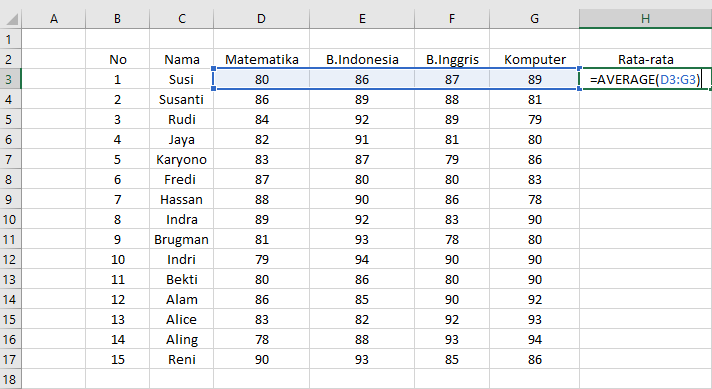 A B C D E F G H
1
2 No Nama Matematika B.Indonesia B.Inggris Komputer Rata-rata
3 1 Susi 80 86 87 89 =AVERAGE(D3:G3)
4 2 Susanti 86 89 88 81
5 3 Rudi 84 92 89 79
6 4 Jaya 82 91 81 80
7 5 Karyono 83 87 79 86
8 6 Fredi 87 80 80 83
9 7 Hassan 88 90 86 78
10 8 Indra 89 92 83 90
11 9 Brugman 81 93 78 80
12 10 Indri 79 94 90 90
13 11 Bekti 80 86 80 90
14 12 Alam 86 85 90 92
15 13 Alice 83 82 92 93
16 14 Aling 78 88 93 94
17 15 Reni 90 93 85 86
18